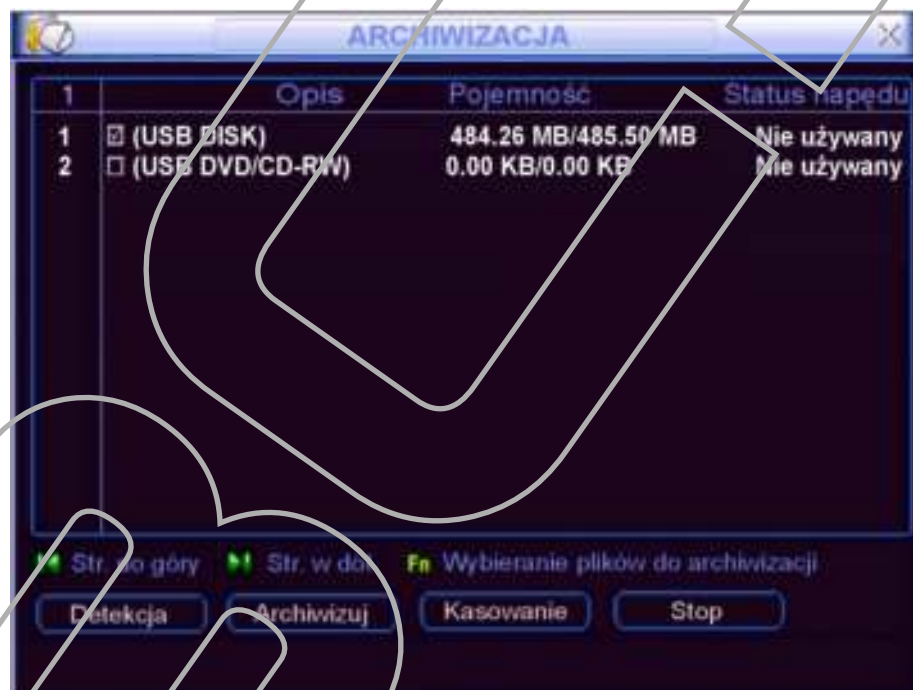 ARCHIWIZACJA
1 Opis Pojemność Status napędu
1 (USB DISK) 484.26 MB/485.50 MB Nie używany
2 (USB DVD/CD-RW) 0.00 KB/0.00 KB Nie używany
Str. do góry Str. w dół Fn Wybieranie plików do archiwizacji
Detekcja Archiwizuj Kasowanie Stop